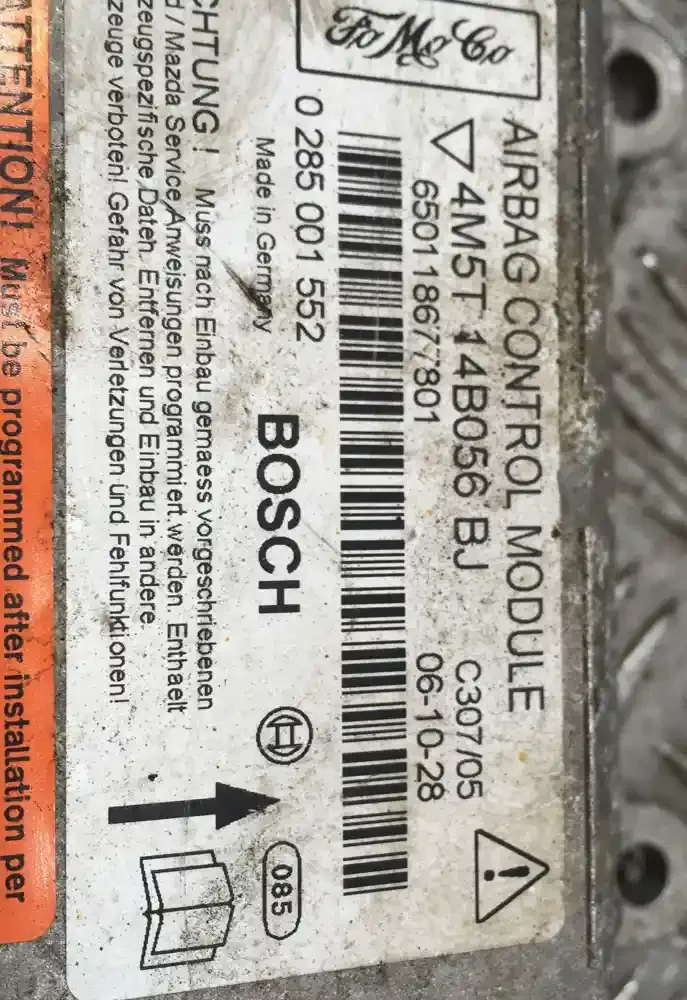 FoMoCo
AIRBAG CONTROL MODULE
4M5T 14B056 BJ C307/05
6501 18677801 06-10-28
0 285 001 552
Made in Germany BOSCH
085
CHTUNG ! Muss nach Einbau gemaess vorgeschriebenen
d / Mazda Service Anweisungen programmiert werden. Enthaelt
zeugspezifische Daten. Entfernen und Einbau in andere
zeuge verboten! Gefahr von Verletzungen und Fehlfunktionen!
ATTENTION! Must be programmed after installation per